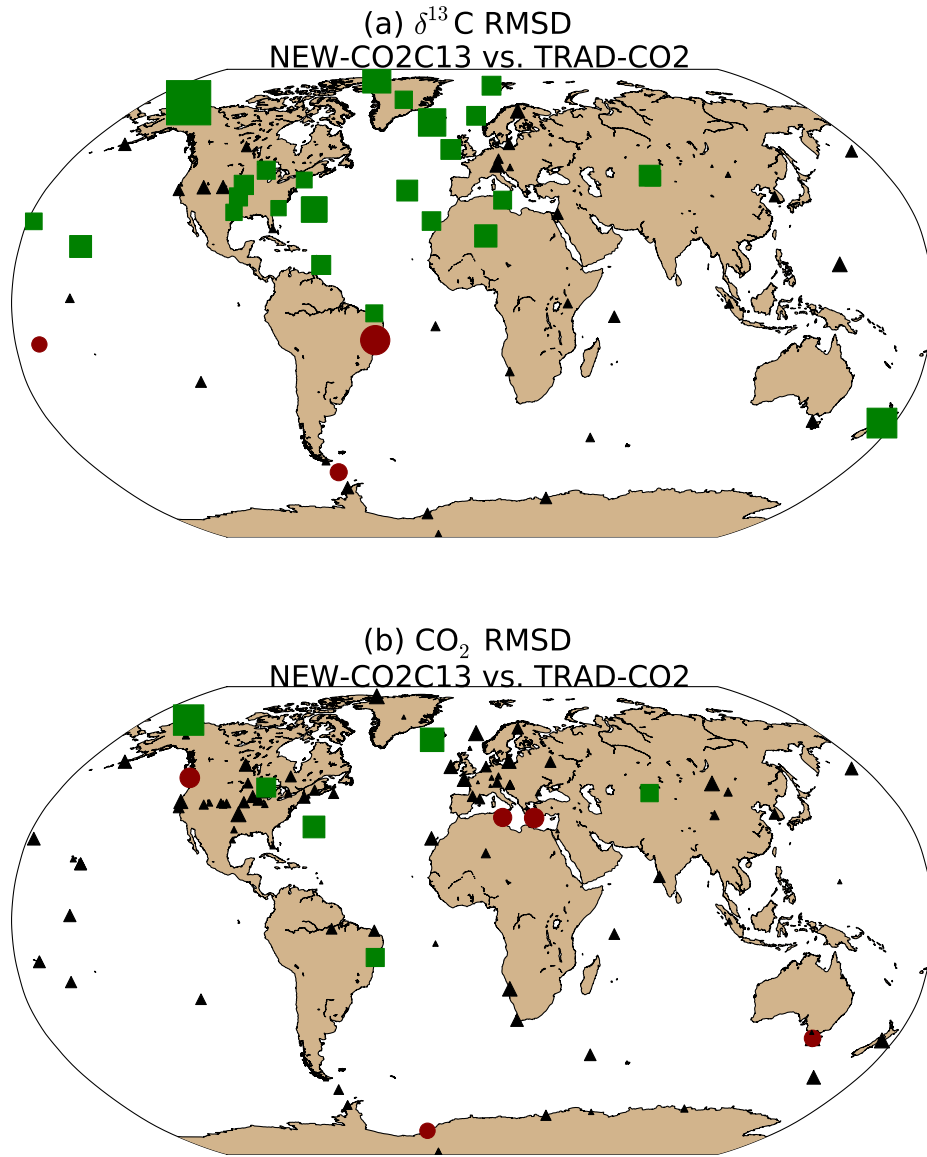 (a) δ¹³C RMSD
NEW-CO2C13 vs. TRAD-CO2
(b) CO₂ RMSD
NEW-CO2C13 vs. TRAD-CO2